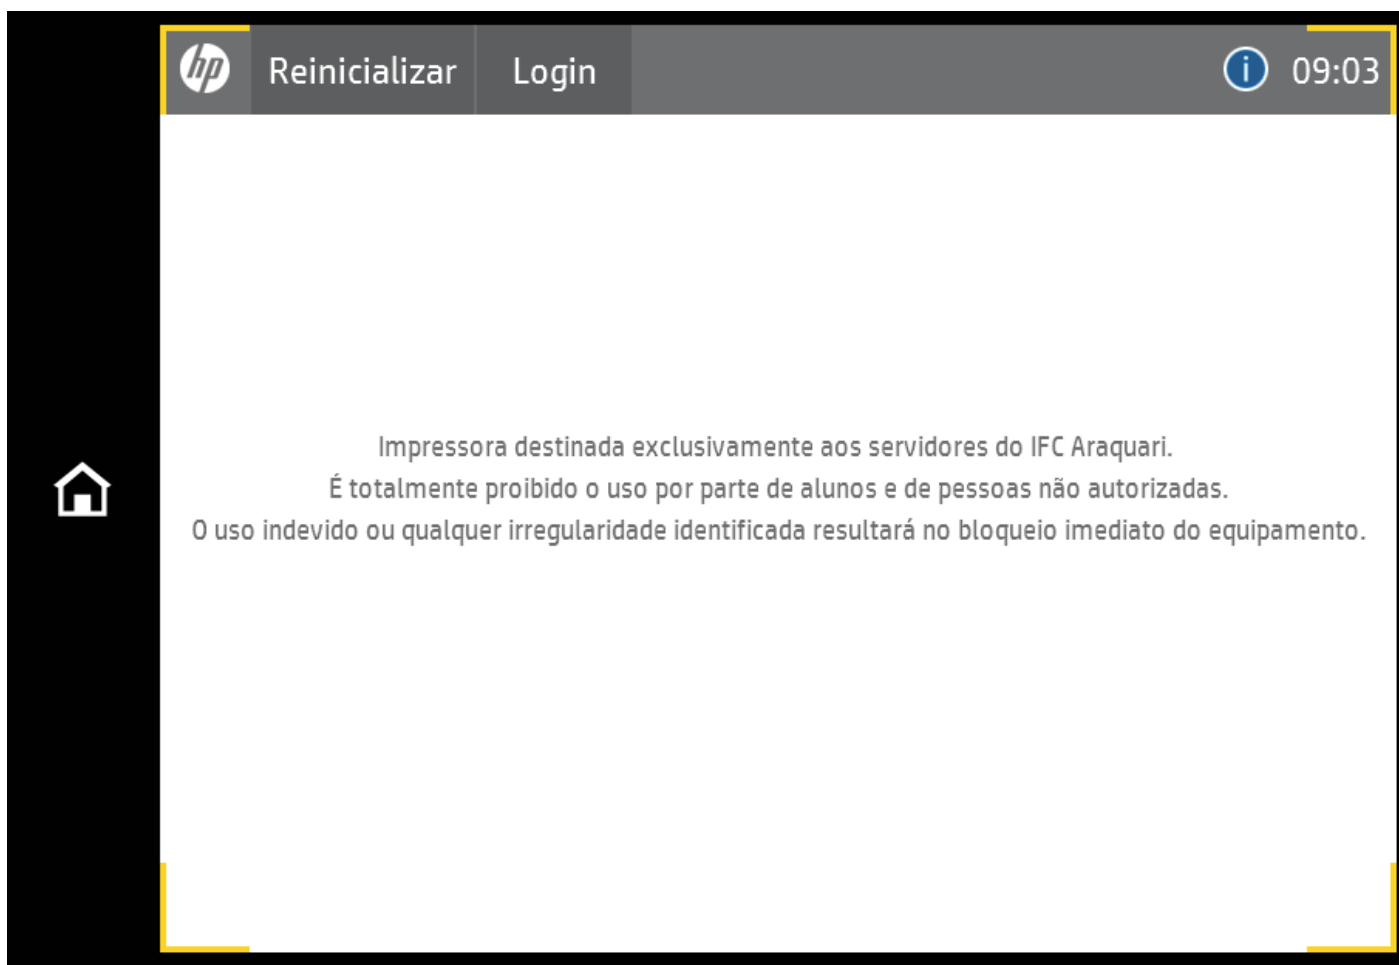 hp
Reinicializar
Login
i
09:03
Impressora destinada exclusivamente aos servidores do IFC Araquari.
É totalmente proibido o uso por parte de alunos e de pessoas não autorizadas.
O uso indevido ou qualquer irregularidade identificada resultará no bloqueio imediato do equipamento.